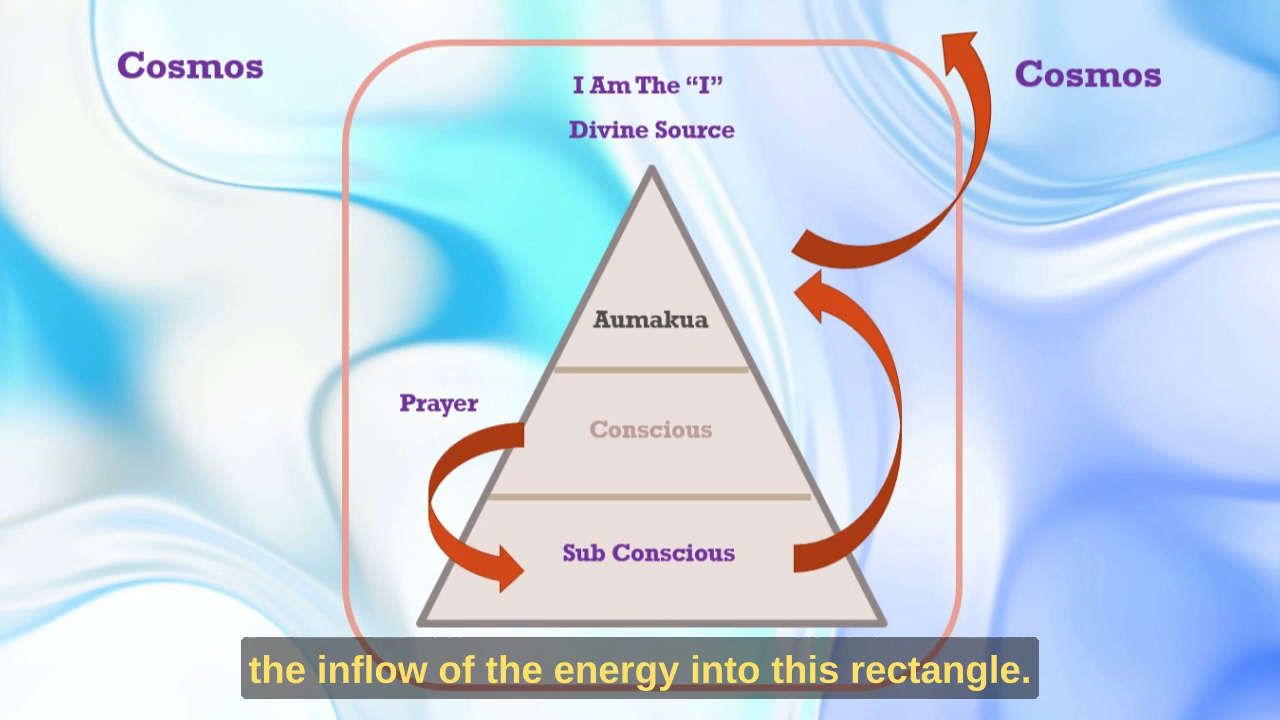 Cosmos
Cosmos
I Am The “I”
Divine Source
Aumakua
Prayer
Conscious
Sub Conscious
the inflow of the energy into this rectangle.